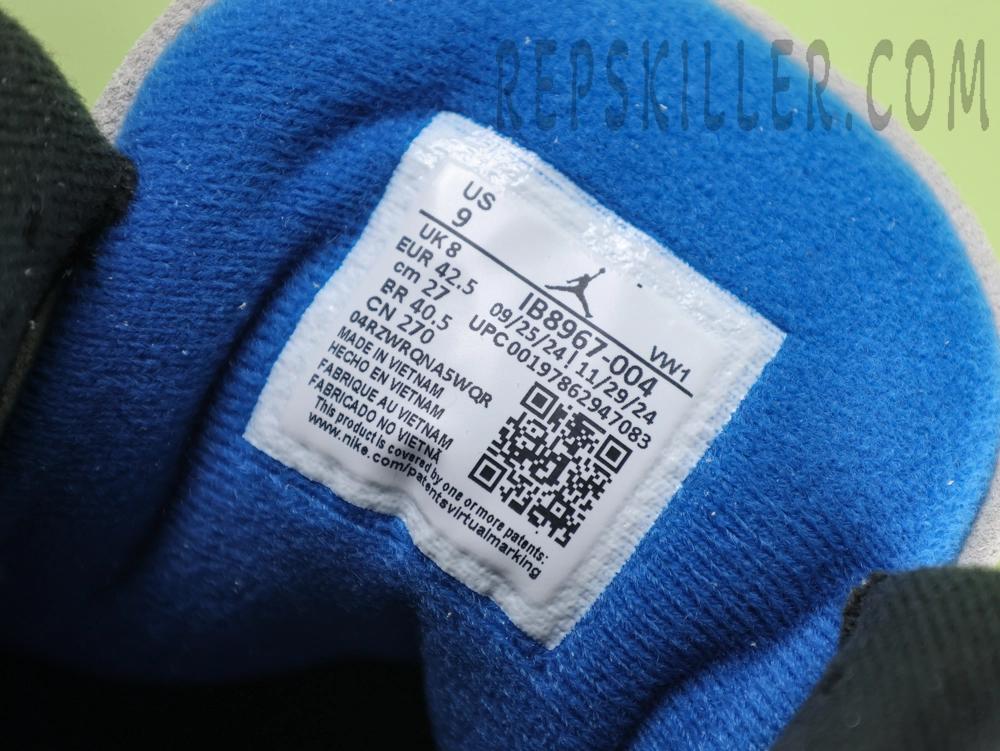 REPSKILLER.COM
US
9
UK 8
EUR 42.5
cm 27
BR 40.5
CN 270
VW1
IB8967-004
09/25/24 | 11/29/24
UPC 00197862947083
04RZWRQNA5WQR
MADE IN VIETNAM
HECHO EN VIETNAM
FABRIQUE AU VIETNAM
FABRICADO NO VIETNÃ
This product is covered by one or more patents:
www.nike.com/patentsvirtualmarking